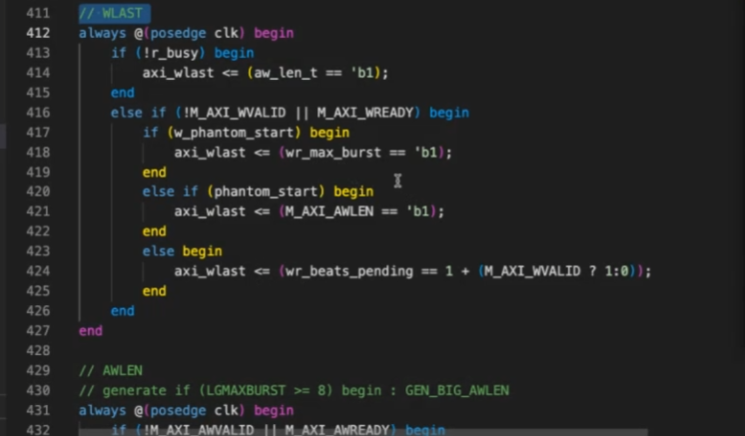 411 // WLAST
412 always @(posedge clk) begin
413 if (!r_busy) begin
414 axi_wlast <= (aw_len_t == 'b1);
415 end
416 else if (!M_AXI_WVALID || M_AXI_WREADY) begin
417 if (w_phantom_start) begin
418 axi_wlast <= (wr_max_burst == 'b1);
419 end
420 else if (phantom_start) begin
421 axi_wlast <= (M_AXI_AWLEN == 'b1);
422 end
423 else begin
424 axi_wlast <= (wr_beats_pending == 1 + (M_AXI_WVALID ? 1:0));
425 end
426 end
427 end
428
429 // AWLEN
430 // generate if (LGMAXBURST >= 8) begin : GEN_BIG_AWLEN
431 always @(posedge clk) begin
432 if (!M_AXI_AWVALID || M_AXI_AWREADY) begin